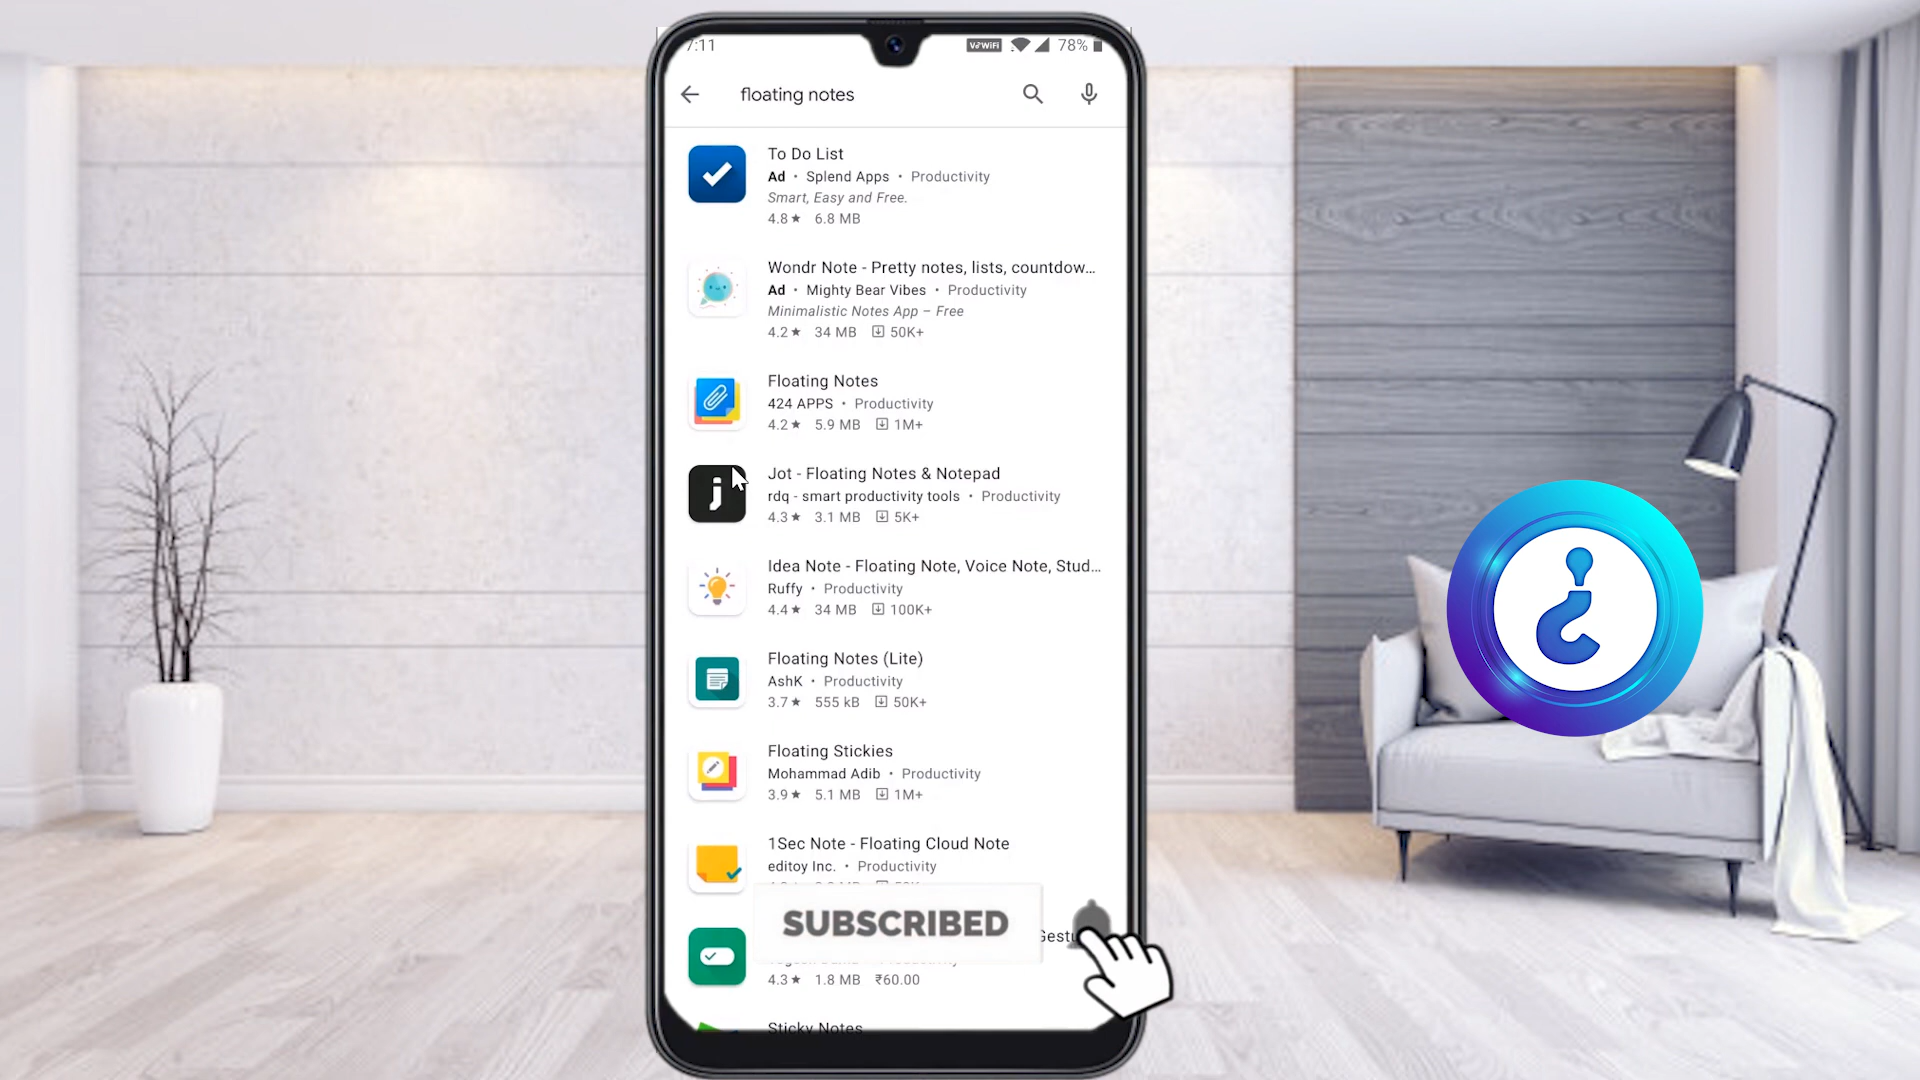 7:11
VoWiFi
78%
floating notes
To Do List
Ad • Splend Apps • Productivity
Smart, Easy and Free.
4.8★ 6.8 MB
Wondr Note - Pretty notes, lists, countdow...
Ad • Mighty Bear Vibes • Productivity
Minimalistic Notes App – Free
4.2★ 34 MB 50K+
Floating Notes
424 APPS • Productivity
4.2★ 5.9 MB 1M+
j
Jot - Floating Notes & Notepad
rdq - smart productivity tools • Productivity
4.3★ 3.1 MB 5K+
Idea Note - Floating Note, Voice Note, Stud...
Ruffy • Productivity
4.4★ 34 MB 100K+
Floating Notes (Lite)
AshK • Productivity
3.7★ 555 kB 50K+
Floating Stickies
Mohammad Adib • Productivity
3.9★ 5.1 MB 1M+
1Sec Note - Floating Cloud Note
editoy Inc. • Productivity
SUBSCRIBED
4.3★ 1.8 MB ₹60.00
Sticky Notes